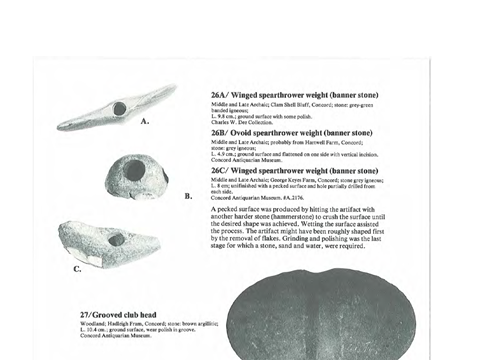 A.
B.
C.
26A/ Winged spearthrower weight (banner stone)
Middle and Late Archaic; Clam Shell Bluff, Concord; stone: grey-green
banded igneous;
L. 9.8 cm.; ground surface with some polish.
Charles W. Dee Collection.
26B/ Ovoid spearthrower weight (banner stone)
Middle and Late Archaic; probably from Hartwell Farm, Concord;
stone: grey igneous;
L. 4.9 cm.; ground surface and flattened on one side with vertical incision.
Concord Antiquarian Museum.
26C/ Winged spearthrower weight (banner stone)
Middle and Late Archaic; George Keyes Farm, Concord; stone grey igneous;
L. 8 cm; unfinished with a pecked surface and hole partially drilled from
each side.
Concord Antiquarian Museum. #A.2176.
A pecked surface was produced by hitting the artifact with
another harder stone (hammerstone) to crush the surface until
the desired shape was achieved. Wetting the surface assisted
the process. The artifact might have been roughly shaped first
by the removal of flakes. Grinding and polishing was the last
stage for which a stone, sand and water, were required.
27/Grooved club head
Woodland; Hadleigh Fram, Concord; stone: brown argillitic;
L. 10.4 cm., ground surface, wear polish in groove.
Concord Antiquarian Museum.